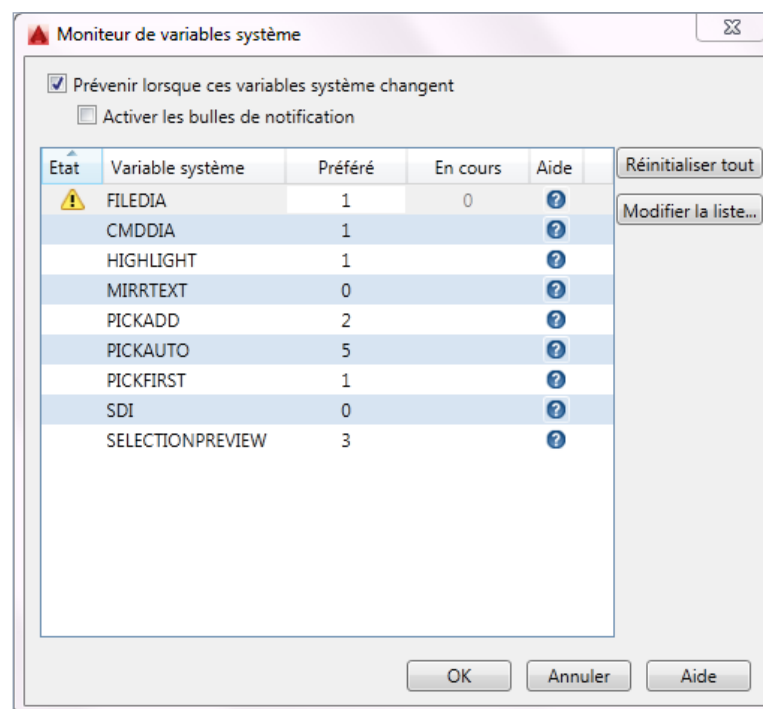 Moniteur de variables système
Prévenir lorsque ces variables système changent
Activer les bulles de notification
Etat Variable système Préféré En cours Aide
Réinitialiser tout
FILEDIA 1 0
Modifier la liste...
CMDDIA 1
HIGHLIGHT 1
MIRRTEXT 0
PICKADD 2
PICKAUTO 5
PICKFIRST 1
SDI 0
SELECTIONPREVIEW 3
OK Annuler Aide